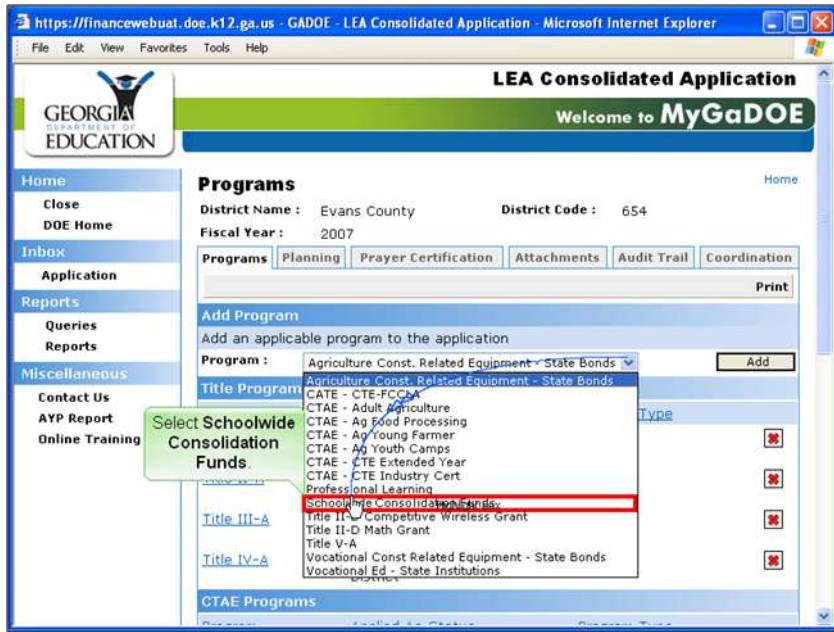 https://financewebuat.doe.k12.ga.us - GADOE - LEA Consolidated Application - Microsoft Internet Explorer
File Edit View Favorites Tools Help
LEA Consolidated Application
GEORGIA
DEPARTMENT OF
EDUCATION
Welcome to MyGaDOE
Home
Close
DOE Home
Inbox
Application
Reports
Queries
Reports
Miscellaneous
Contact Us
AYP Report
Online Training
Home
Programs
District Name : Evans County District Code : 654
Fiscal Year : 2007
Programs Planning Prayer Certification Attachments Audit Trail Coordination
Print
Add Program
Add an applicable program to the application
Program : Agriculture Const. Related Equipment - State Bonds Add
Agriculture Const. Related Equipment - State Bonds
CATE - CTE-FCCLA
CTAE - Adult Agriculture
CTAE - Ag Food Processing
CTAE - Ag Young Farmer
CTAE - Ag Youth Camps
CTAE - CTE Extended Year
CTAE - CTE Industry Cert
Professional Learning
Schoolwide Consolidation Funds
Title II-D Competitive Wireless Grant
Title II-D Math Grant
Title V-A
Vocational Const Related Equipment - State Bonds
Vocational Ed - State Institutions
Select Schoolwide
Consolidation
Funds.
Title Program
Type
Title III-A
Title IV-A
District
CTAE Programs
Program Applied As Status Program Type